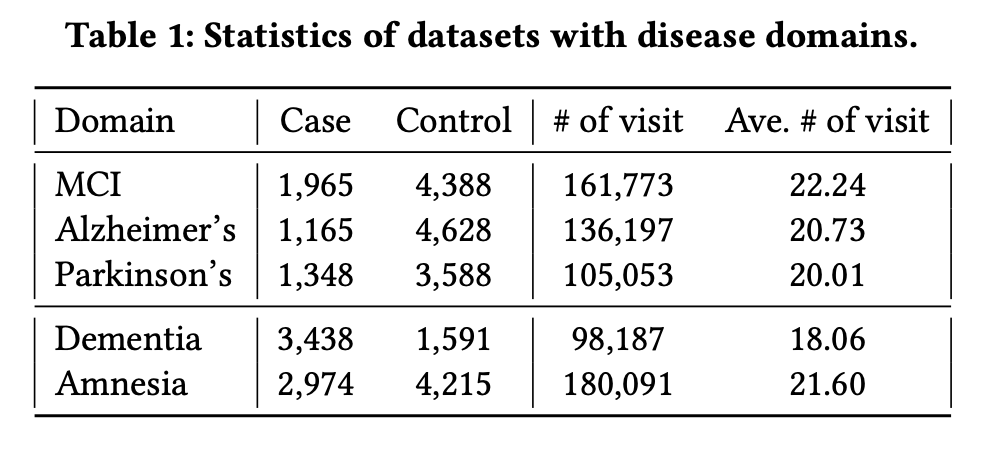 Table 1: Statistics of datasets with disease domains.
Domain Case Control # of visit Ave. # of visit
MCI 1,965 4,388 161,773 22.24
Alzheimer’s 1,165 4,628 136,197 20.73
Parkinson’s 1,348 3,588 105,053 20.01
Dementia 3,438 1,591 98,187 18.06
Amnesia 2,974 4,215 180,091 21.60